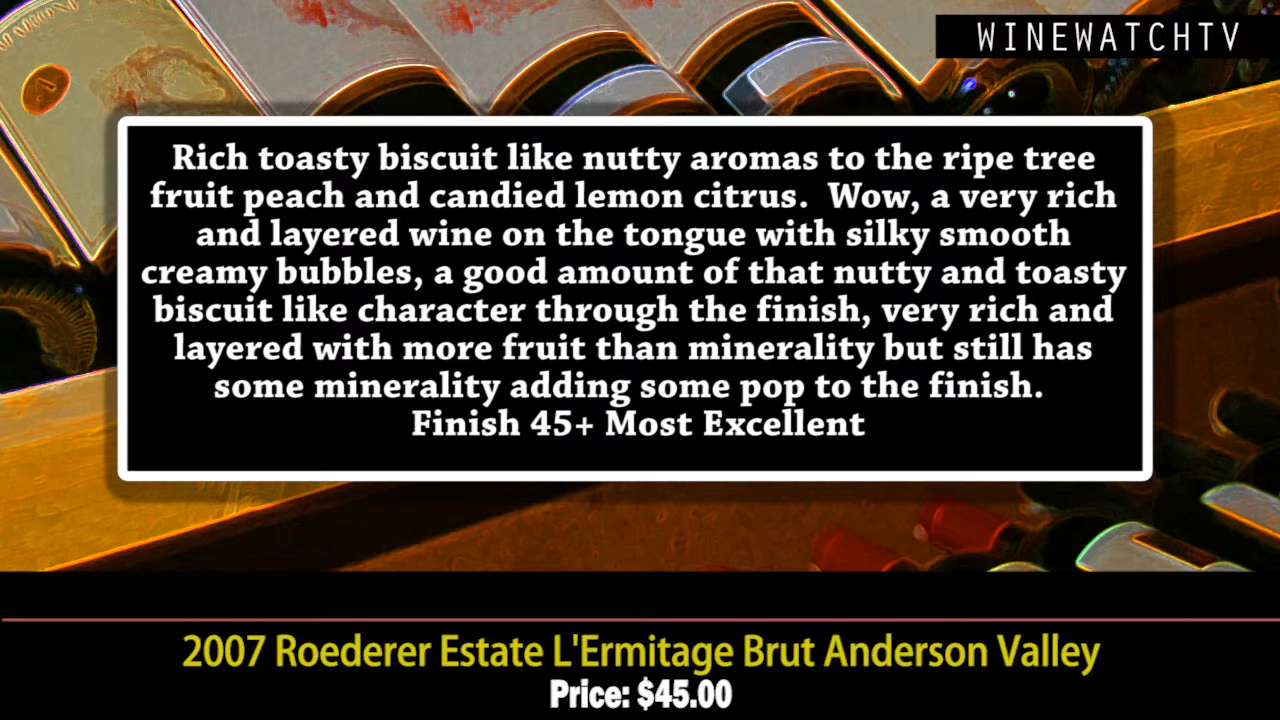 WINEWATCHTV
Rich toasty biscuit like nutty aromas to the ripe tree
fruit peach and candied lemon citrus.  Wow, a very rich
and layered wine on the tongue with silky smooth
creamy bubbles, a good amount of that nutty and toasty
biscuit like character through the finish, very rich and
layered with more fruit than minerality but still has
some minerality adding some pop to the finish.
Finish 45+ Most Excellent
2007 Roederer Estate L'Ermitage Brut Anderson Valley
Price: $45.00